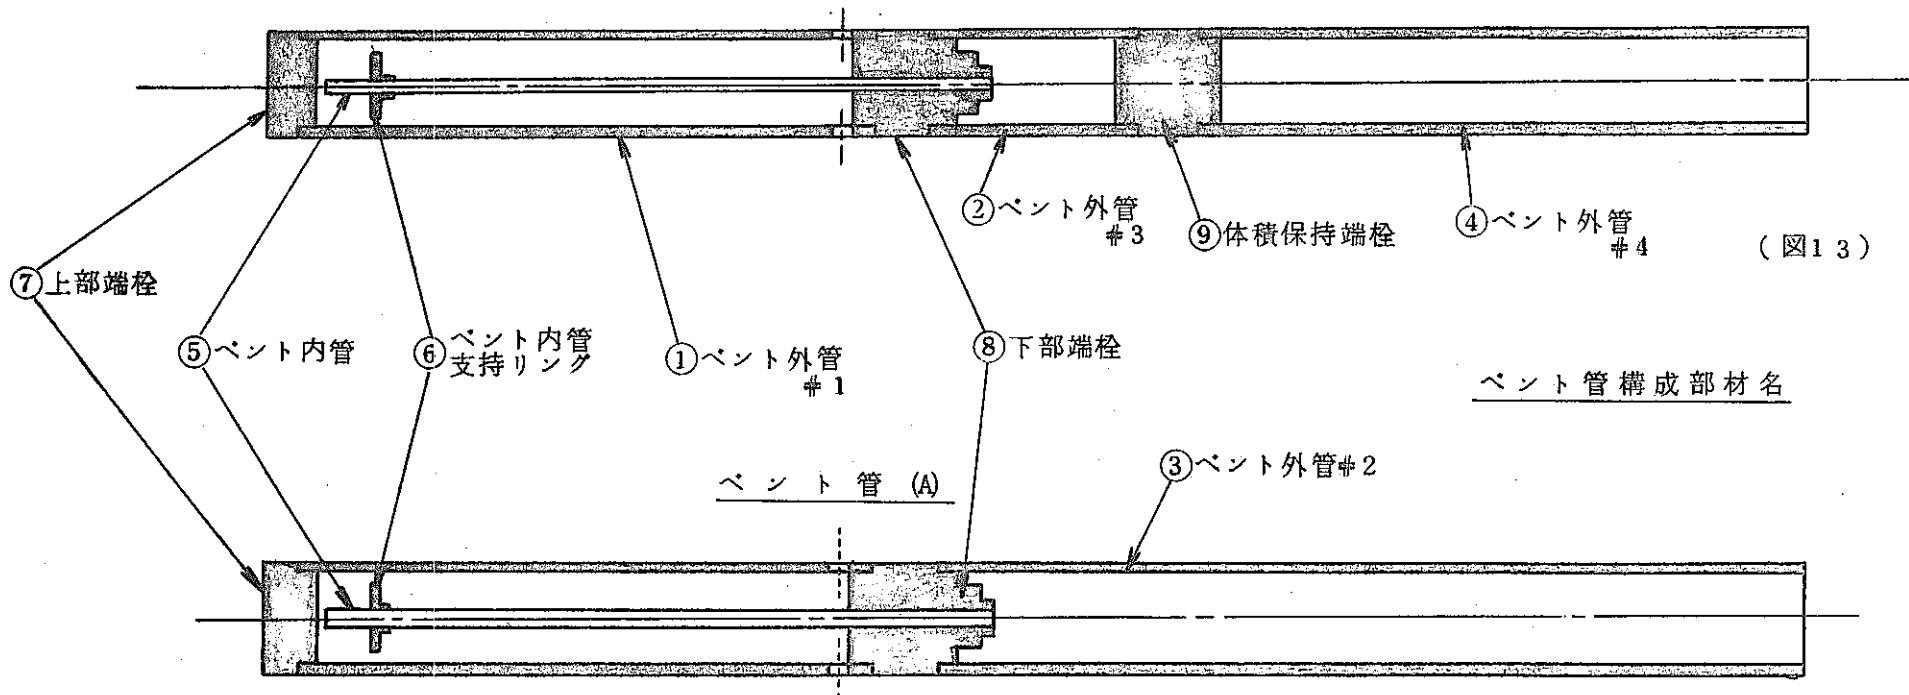 ②ベント外管
#3
⑨体積保持端栓
④ベント外管
#4
(図13)
⑦上部端栓
⑤ベント内管
⑥ベント内管
支持リング
①ベント外管
#1
⑧下部端栓
ベント管構成部材名
ベント管 (A)
③ベント外管#2